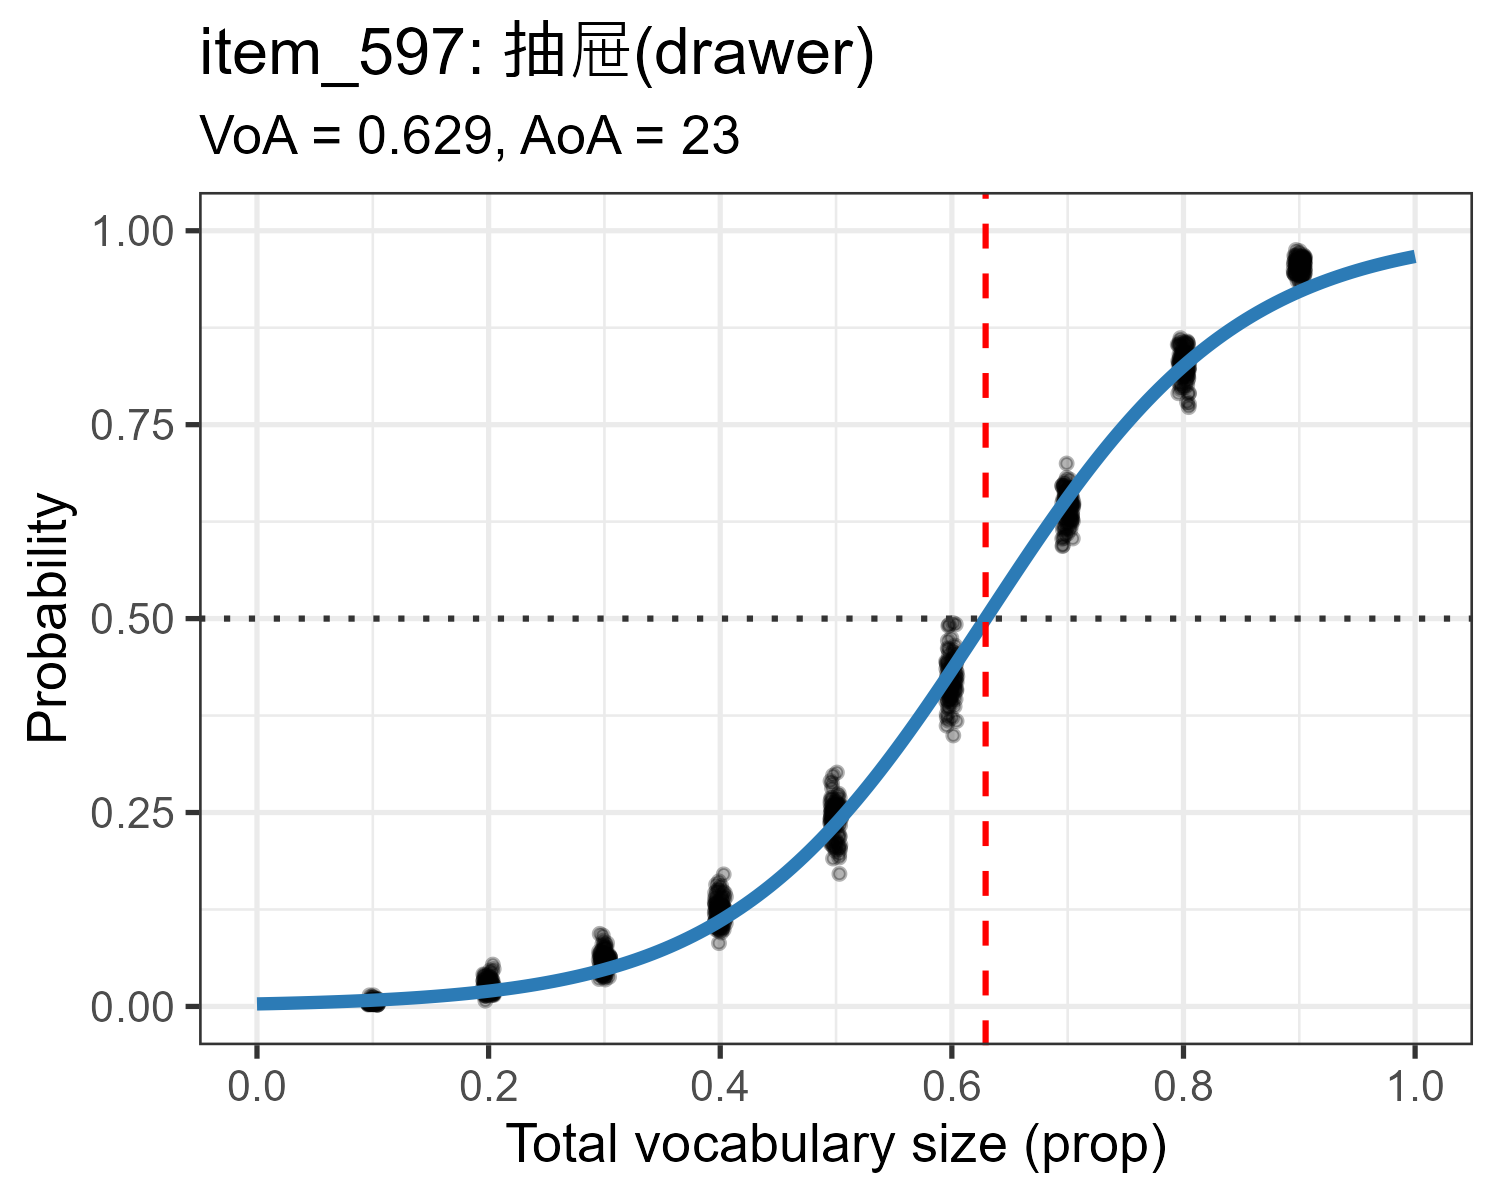 item_597: 抽屉(drawer)
VoA = 0.629, AoA = 23
1.00
0.75
0.50
0.25
0.00
Probability
0.0 0.2 0.4 0.6 0.8 1.0
Total vocabulary size (prop)